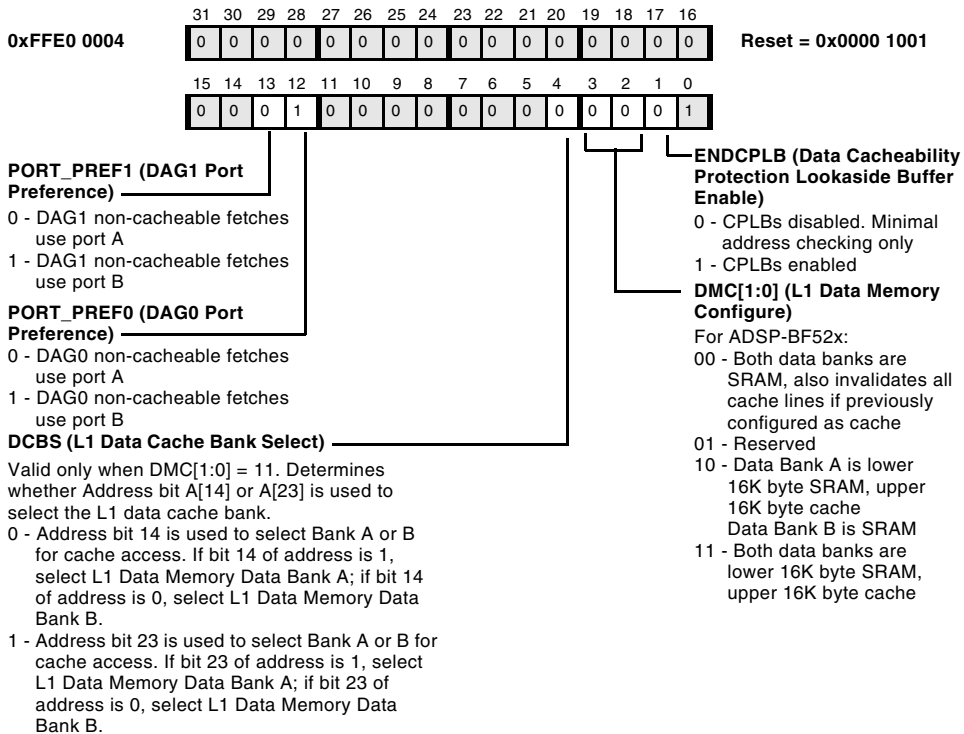 31 30 29 28 27 26 25 24 23 22 21 20 19 18 17 16
0xFFE0 0004
0 0 0 0 0 0 0 0 0 0 0 0 0 0 0 0
Reset = 0x0000 1001
15 14 13 12 11 10 9 8 7 6 5 4 3 2 1 0
0 0 0 1 0 0 0 0 0 0 0 0 0 0 0 1
PORT_PREF1 (DAG1 Port
Preference)
0 - DAG1 non-cacheable fetches
use port A
1 - DAG1 non-cacheable fetches
use port B
PORT_PREF0 (DAG0 Port
Preference)
0 - DAG0 non-cacheable fetches
use port A
1 - DAG0 non-cacheable fetches
use port B
DCBS (L1 Data Cache Bank Select)
Valid only when DMC[1:0] = 11. Determines
whether Address bit A[14] or A[23] is used to
select the L1 data cache bank.
0 - Address bit 14 is used to select Bank A or B
for cache access. If bit 14 of address is 1,
select L1 Data Memory Data Bank A; if bit 14
of address is 0, select L1 Data Memory Data
Bank B.
1 - Address bit 23 is used to select Bank A or B for
cache access. If bit 23 of address is 1, select
L1 Data Memory Data Bank A; if bit 23 of
address is 0, select L1 Data Memory Data
Bank B.
ENDCPLB (Data Cacheability
Protection Lookaside Buffer
Enable)
0 - CPLBs disabled. Minimal
address checking only
1 - CPLBs enabled
DMC[1:0] (L1 Data Memory
Configure)
For ADSP-BF52x:
00 - Both data banks are
SRAM, also invalidates all
cache lines if previously
configured as cache
01 - Reserved
10 - Data Bank A is lower
16K byte SRAM, upper
16K byte cache
Data Bank B is SRAM
11 - Both data banks are
lower 16K byte SRAM,
upper 16K byte cache